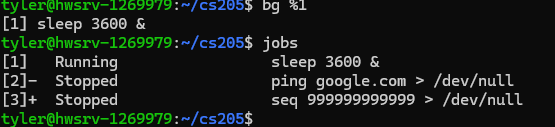 tyler@hwsrv-1269979:~/cs205$ bg %1
[1] sleep 3600 &
tyler@hwsrv-1269979:~/cs205$ jobs
[1]   Running                 sleep 3600 &
[2]-  Stopped                 ping google.com > /dev/null
[3]+  Stopped                 seq 999999999999 > /dev/null
tyler@hwsrv-1269979:~/cs205$